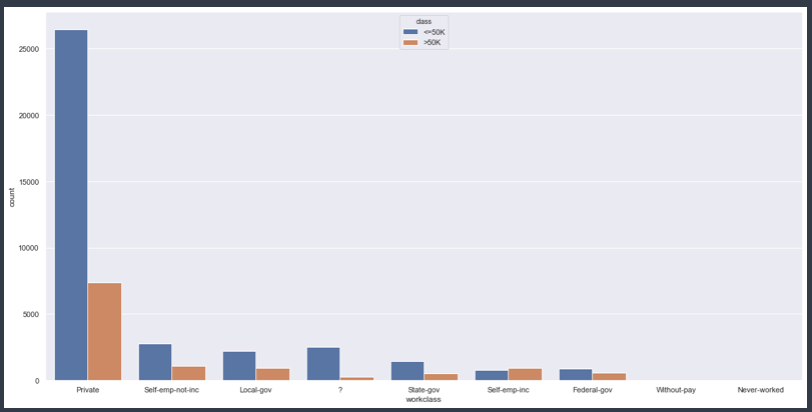 class
<=50K
>50K
25000
20000
15000
10000
5000
0
count
Private Self-emp-not-inc Local-gov ? State-gov Self-emp-inc Federal-gov Without-pay Never-worked
workclass